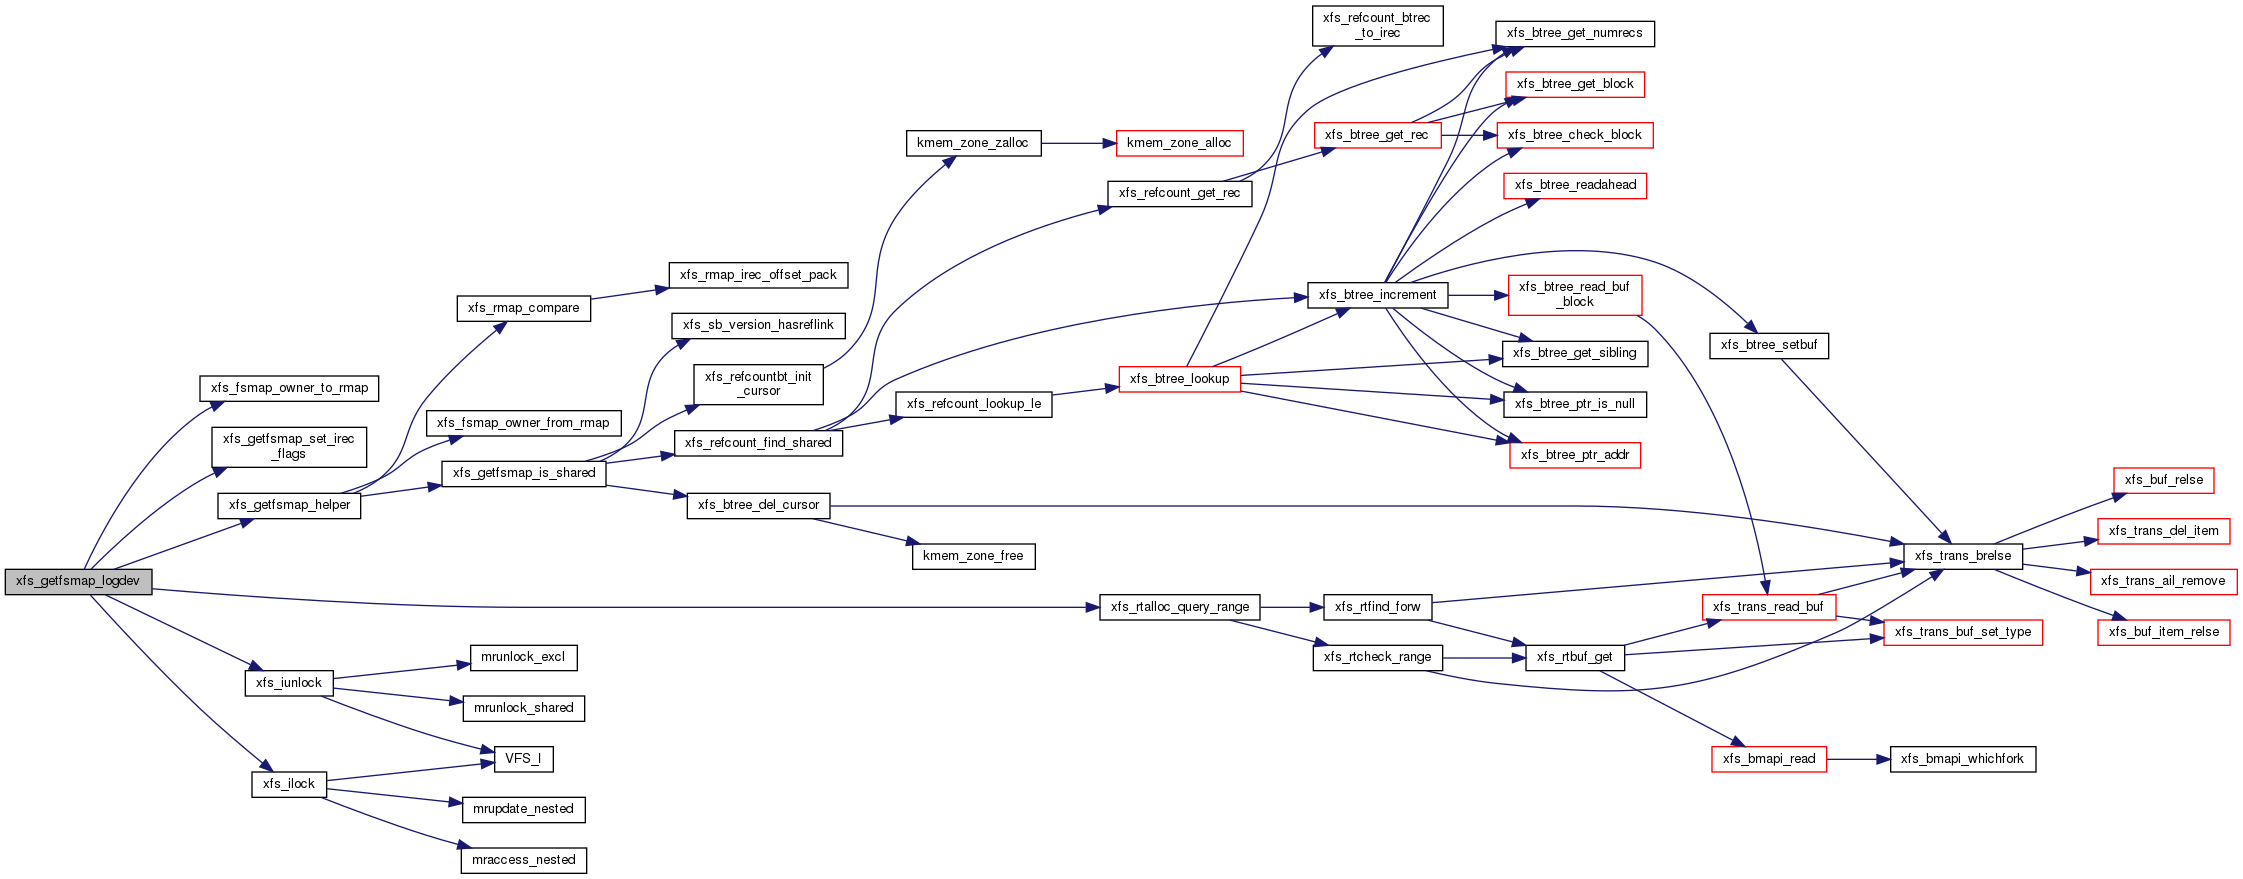 xfs_getfsmap_logdev
xfs_fsmap_owner_to_rmap
xfs_getfsmap_set_irec
_flags
xfs_getfsmap_helper
xfs_iunlock
xfs_ilock
xfs_rmap_compare
xfs_fsmap_owner_from_rmap
xfs_getfsmap_is_shared
mrunlock_excl
mrunlock_shared
VFS_I
mrupdate_nested
mraccess_nested
xfs_rmap_irec_offset_pack
xfs_sb_version_hasreflink
xfs_refcountbt_init
_cursor
xfs_refcount_find_shared
xfs_btree_del_cursor
kmem_zone_zalloc
xfs_refcount_lookup_le
kmem_zone_free
kmem_zone_alloc
xfs_refcount_get_rec
xfs_btree_lookup
xfs_rtalloc_query_range
xfs_refcount_btrec
_to_irec
xfs_btree_get_rec
xfs_btree_increment
xfs_rtfind_forw
xfs_rtcheck_range
xfs_btree_get_numrecs
xfs_btree_get_block
xfs_btree_check_block
xfs_btree_readahead
xfs_btree_read_buf
_block
xfs_btree_get_sibling
xfs_btree_ptr_is_null
xfs_btree_ptr_addr
xfs_rtbuf_get
xfs_btree_setbuf
xfs_trans_read_buf
xfs_bmapi_read
xfs_trans_brelse
xfs_trans_buf_set_type
xfs_bmapi_whichfork
xfs_buf_relse
xfs_trans_del_item
xfs_trans_ail_remove
xfs_buf_item_relse